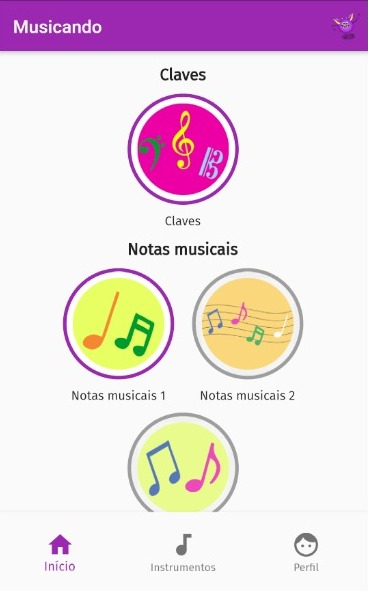 Musicando
Claves
Claves
Notas musicais
Notas musicais 1
Notas musicais 2
Início
Instrumentos
Perfil